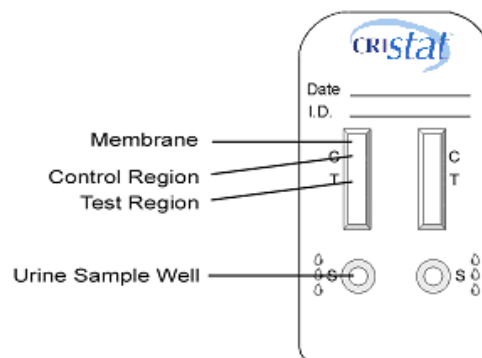 CRIstat
Date
I.D.
Membrane
C C
Control Region
T T
Test Region
Urine Sample Well
S S